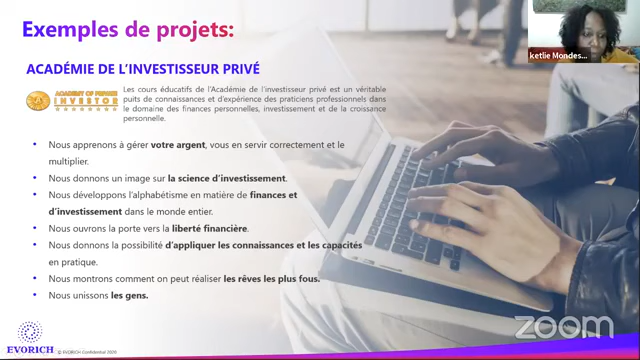 Exemples de projets:
ketlie Mondes...
ACADÉMIE DE L'INVESTISSEUR PRIVÉ
ACADEMY OF PRIVATE
INVESTOR
Les cours éducatifs de l'Académie de l'investisseur privé est un véritable
puits de connaissances et d'expérience des praticiens professionnels dans
le domaine des finances personnelles, investissement et de la croissance
personnelle.
• Nous apprenons à gérer votre argent, vous en servir correctement et le
multiplier.
• Nous donnons un image sur la science d'investissement.
• Nous développons l'alphabétisme en matière de finances et
d'investissement dans le monde entier.
• Nous ouvrons la porte vers la liberté financière.
• Nous donnons la possibilité d'appliquer les connaissances et les capacités
en pratique.
• Nous montrons comment on peut réaliser les rêves les plus fous.
• Nous unissons les gens.
EVORICH
© EVORICH Confidential 2020
zoom